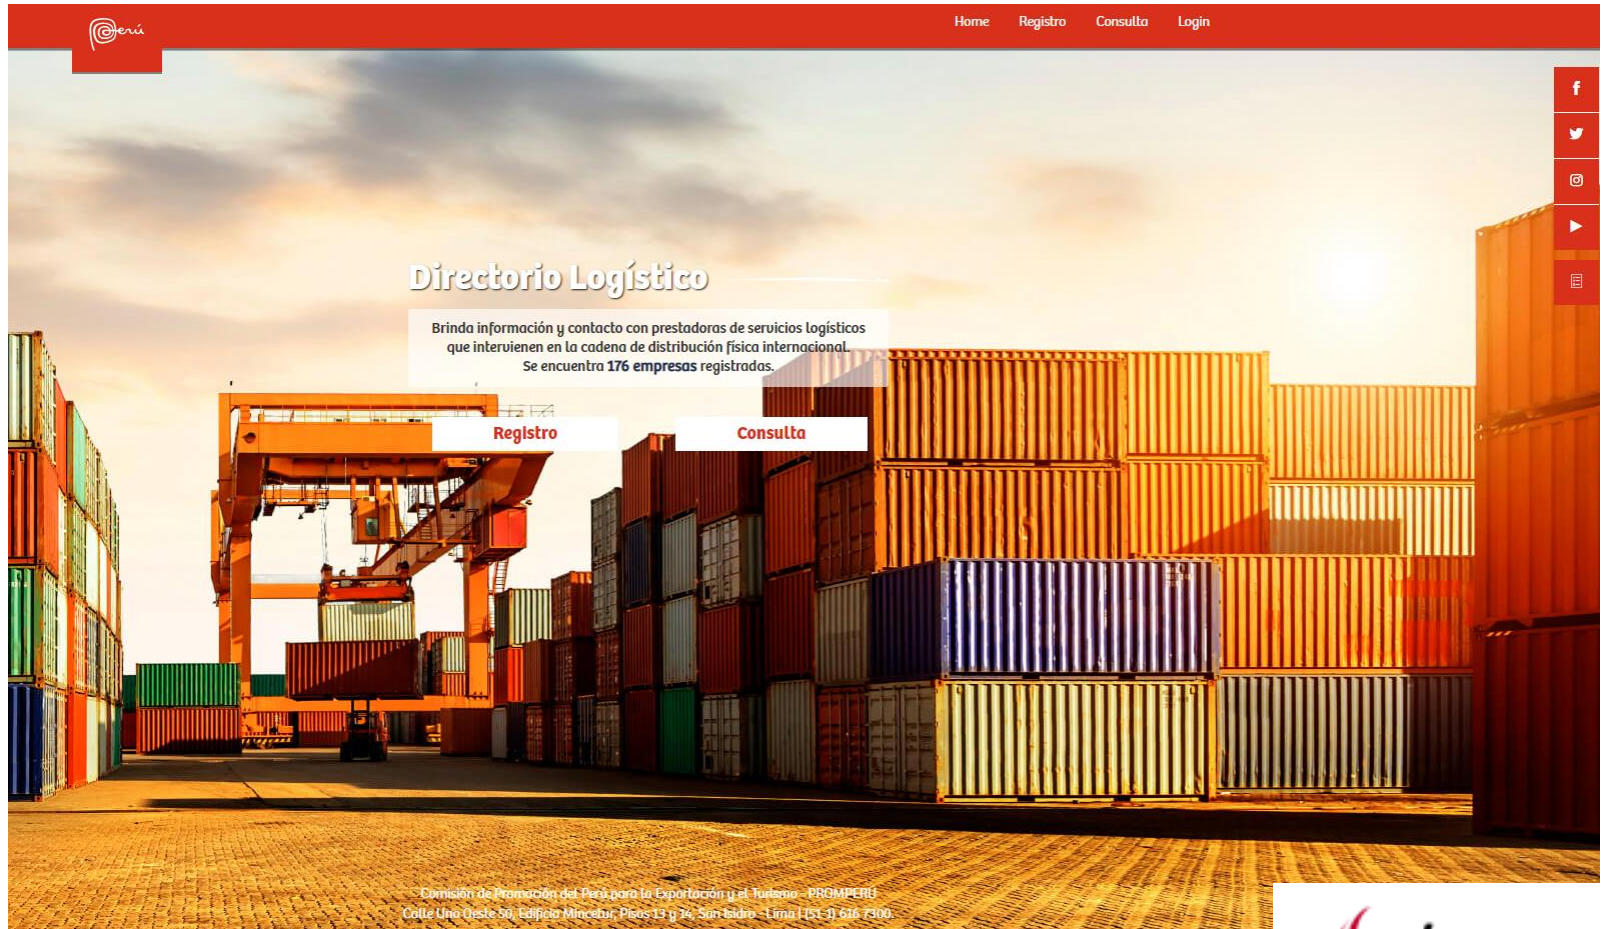 Perú
Home Registro Consulta Login
Directorio Logístico
Brinda información y contacto con prestadoras de servicios logísticos
que intervienen en la cadena de distribución física internacional.
Se encuentra 176 empresas registradas.
Registro Consulta
Comisión de Promoción del Perú para la Exportación y el Turismo - PROMPERÚ
Calle Uno Oeste 50, Edificio Mincetur, Pisos 13 y 14, San Isidro - Lima | (51-1) 616 7300.